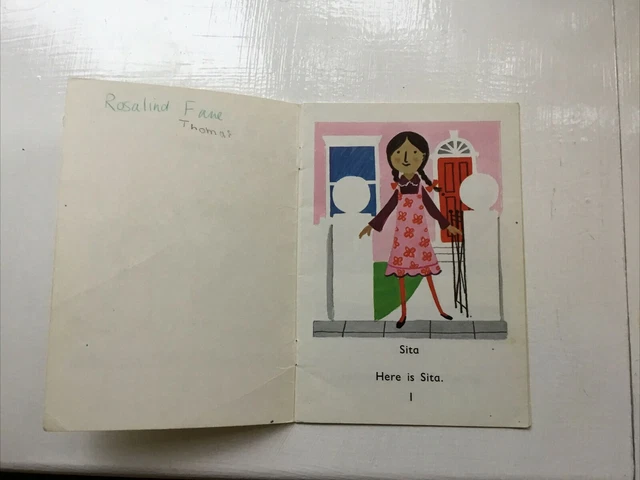 Rosalind Fane
Thomas
Sita
Here is Sita.
1